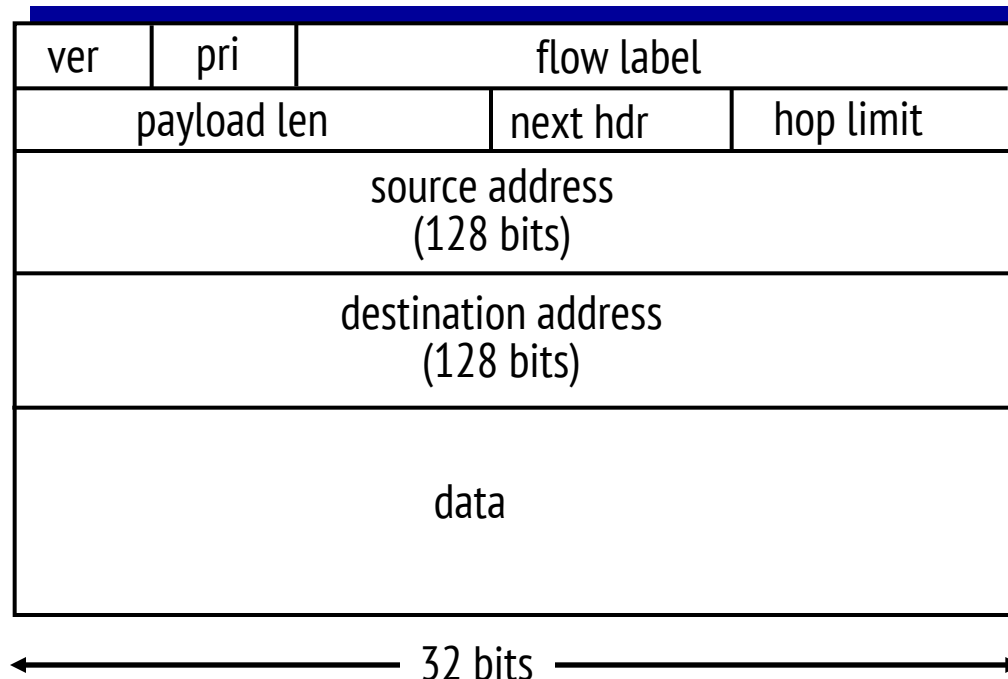 ver pri flow label
payload len next hdr hop limit
source address
(128 bits)
destination address
(128 bits)
data
32 bits